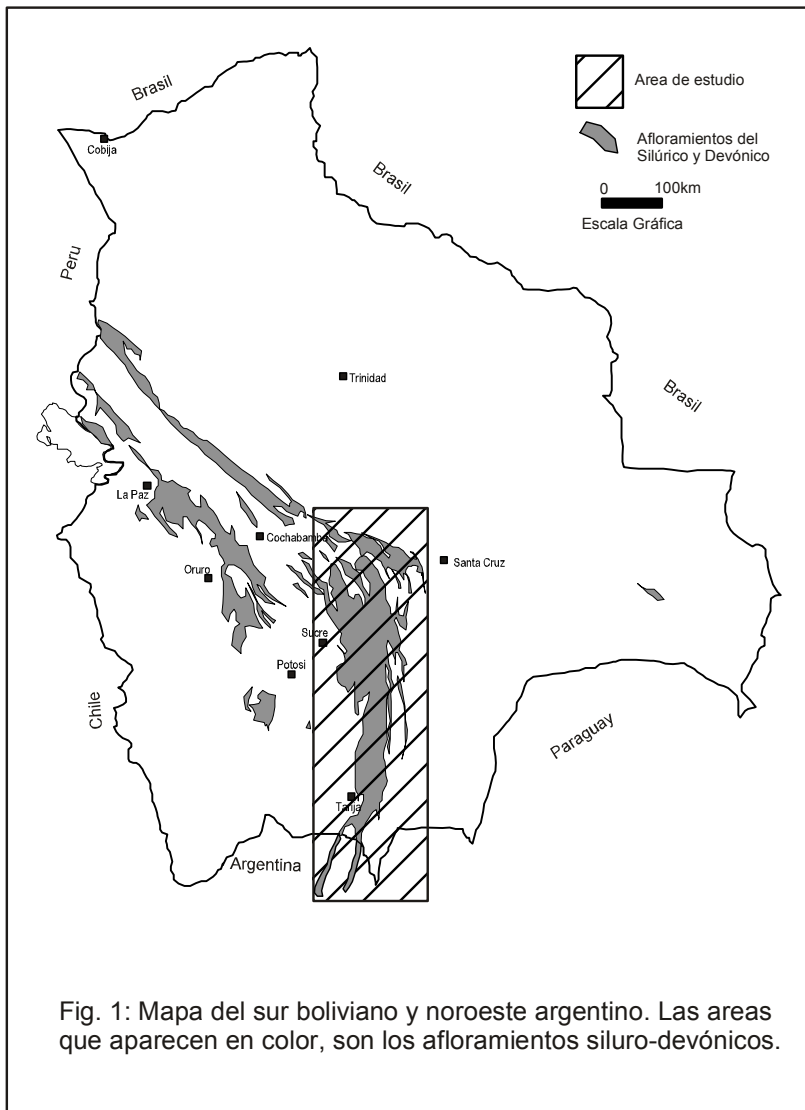 Brasil
Area de estudio
Cobija
Afloramientos del
Silúrico y Devónico
Brasil
0 100km
Escala Gráfica
Peru
Trinidad
Brasil
La Paz
Cochabamba
Santa Cruz
Oruro
Sucre
Potosi
Chile
Paraguay
Tarija
Argentina
Fig. 1: Mapa del sur boliviano y noroeste argentino. Las areas
que aparecen en color, son los afloramientos siluro-devónicos.